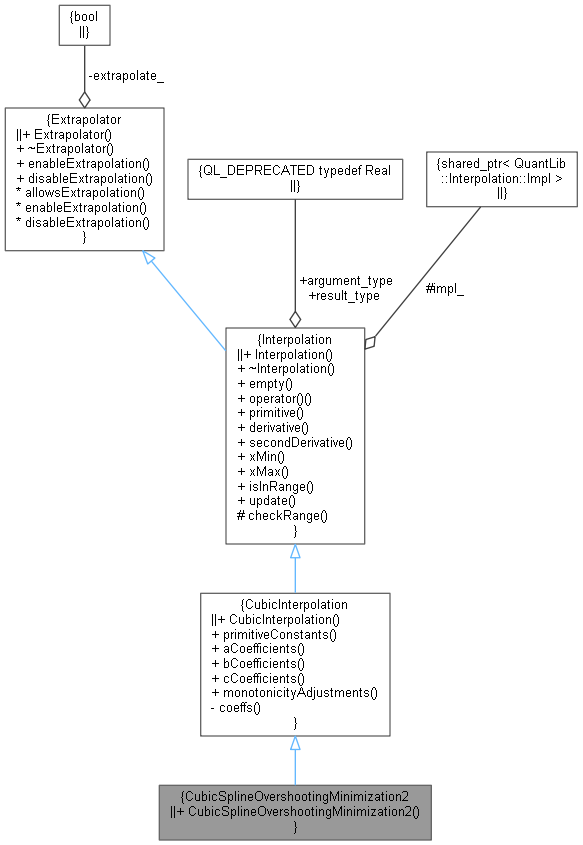 {bool
||}
-extrapolate_
{Extrapolator
||+ Extrapolator()
+ ~Extrapolator()
+ enableExtrapolation()
+ disableExtrapolation()
* allowsExtrapolation()
* enableExtrapolation()
* disableExtrapolation()
}
{QL_DEPRECATED typedef Real
||}
{shared_ptr< QuantLib
::Interpolation::Impl >
||}
+argument_type
+result_type
#impl_
{Interpolation
||+ Interpolation()
+ ~Interpolation()
+ empty()
+ operator()()
+ primitive()
+ derivative()
+ secondDerivative()
+ xMin()
+ xMax()
+ isInRange()
+ update()
# checkRange()
}
{CubicInterpolation
||+ CubicInterpolation()
+ primitiveConstants()
+ aCoefficients()
+ bCoefficients()
+ cCoefficients()
+ monotonicityAdjustments()
- coeffs()
}
{CubicSplineOvershootingMinimization2
||+ CubicSplineOvershootingMinimization2()
}